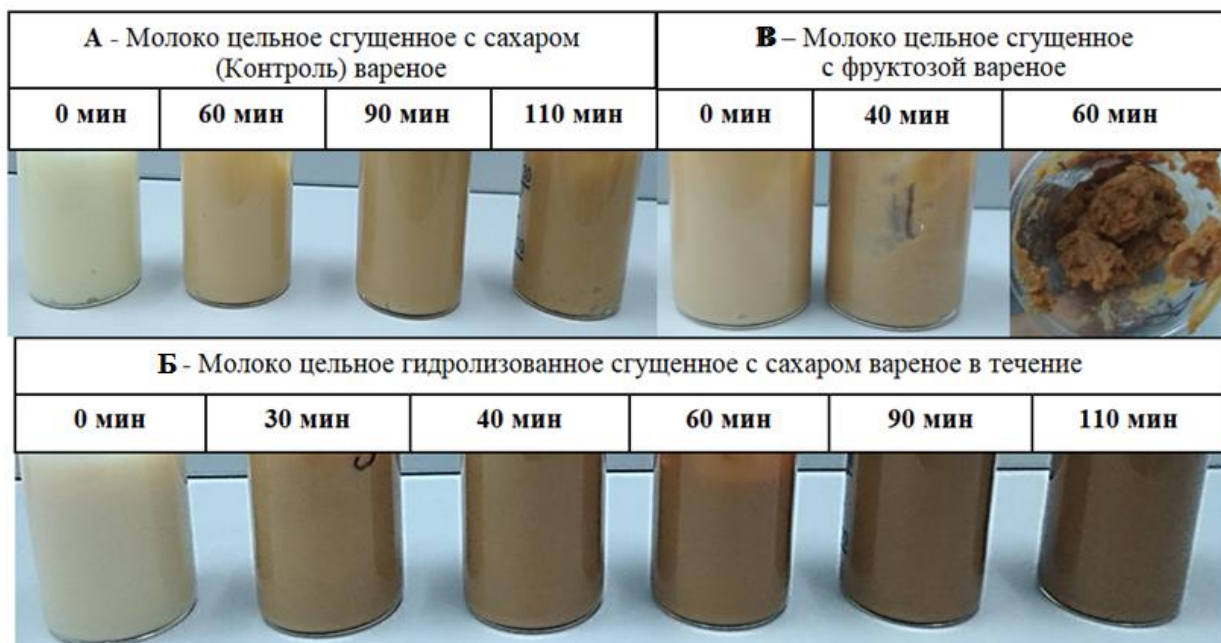 А - Молоко цельное сгущенное с сахаром
(Контроль) вареное
0 мин 60 мин 90 мин 110 мин
В – Молоко цельное сгущенное
с фруктозой вареное
0 мин 40 мин 60 мин
Б - Молоко цельное гидролизованное сгущенное с сахаром вареное в течение
0 мин 30 мин 40 мин 60 мин 90 мин 110 мин